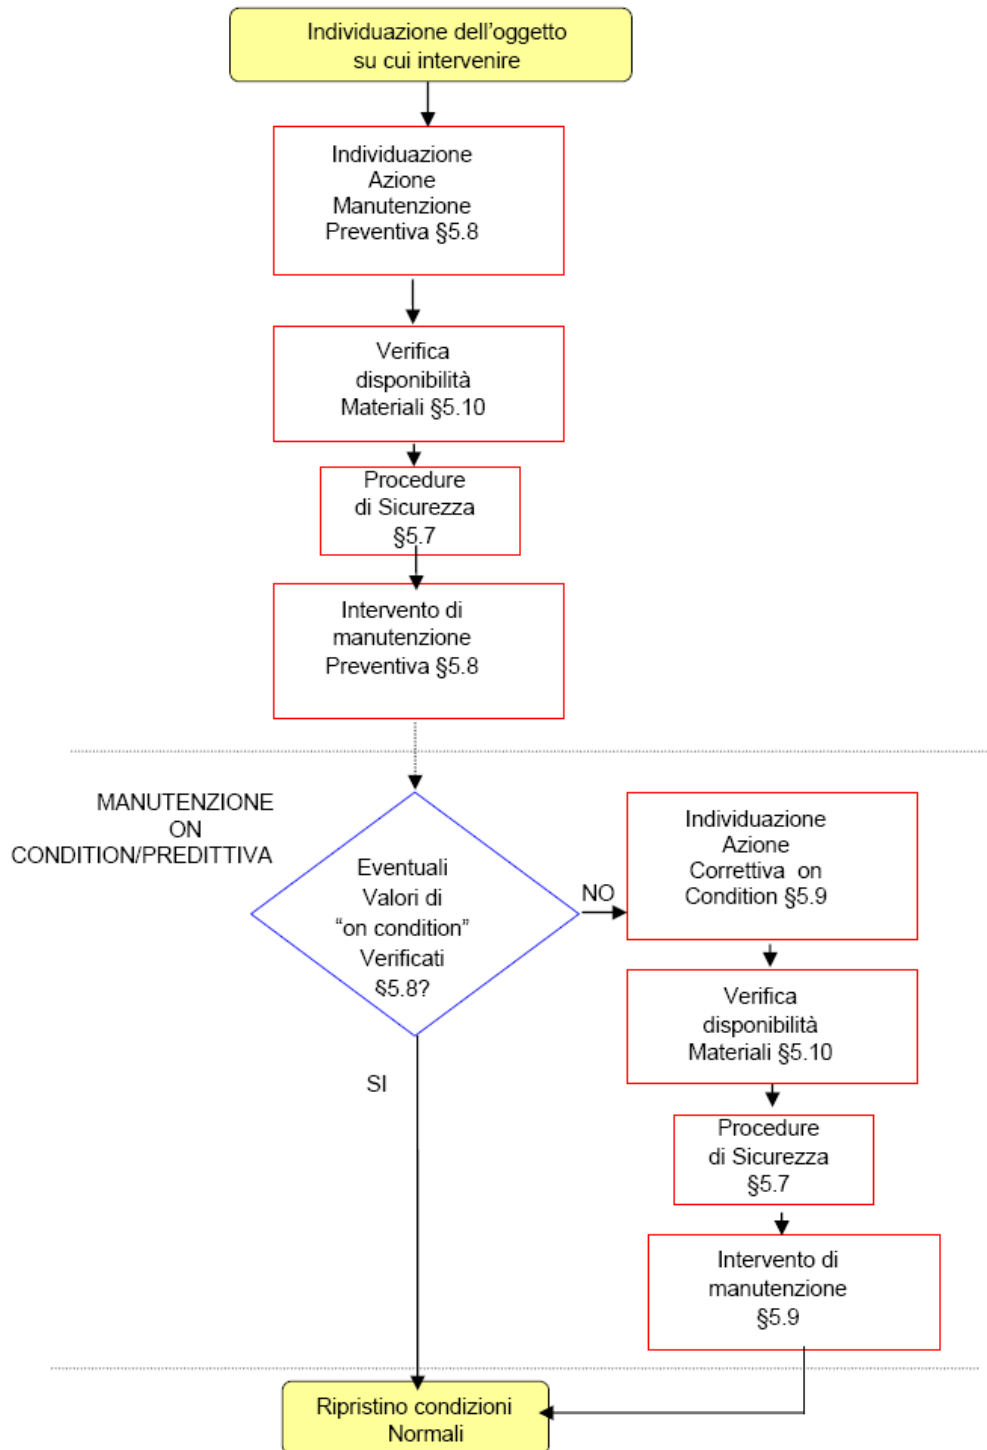 Individuazione dell'oggetto
su cui intervenire
Individuazione
Azione
Manutenzione
Preventiva §5.8
Verifica
disponibilità
Materiali §5.10
Procedure
di Sicurezza
§5.7
Intervento di
manutenzione
Preventiva §5.8
MANUTENZIONE
ON
CONDITION/PREDITTIVA
Eventuali
Valori di
“on condition”
Verificati
§5.8?
NO
SI
Individuazione
Azione
Correttiva on
Condition §5.9
Verifica
disponibilità
Materiali §5.10
Procedure
di Sicurezza
§5.7
Intervento di
manutenzione
§5.9
Ripristino condizioni
Normali